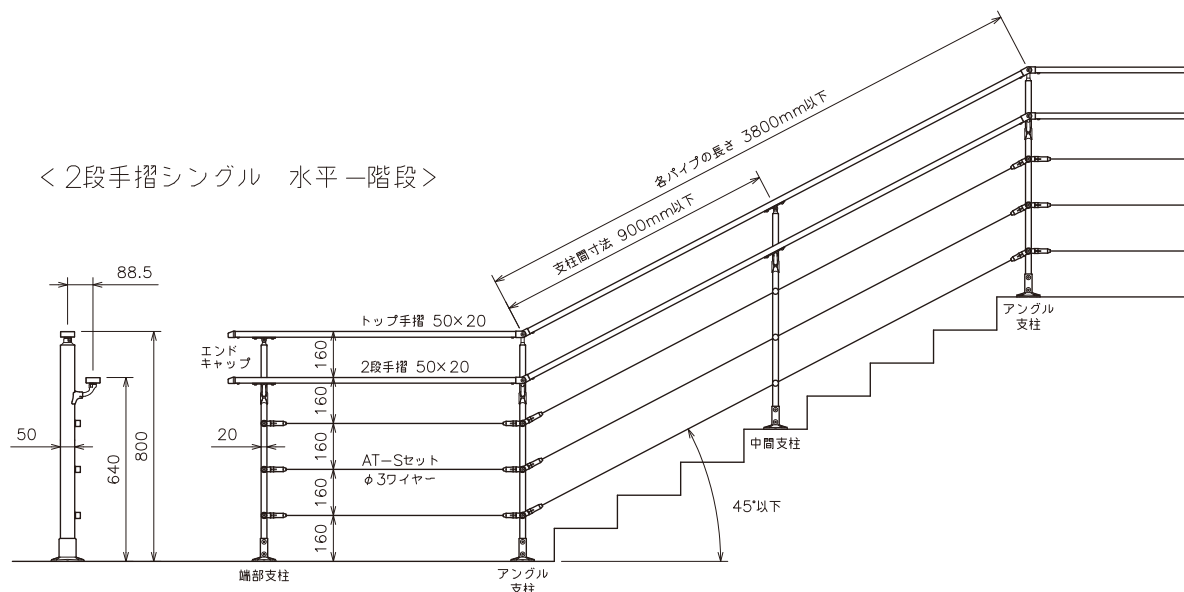 ＜2段手摺シングル　水平ー階段＞
各パイプの長さ 3800mm以下
支柱間寸法 900mm以下
88.5
50
640
800
トップ手摺 50×20
エンド
キャップ
2段手摺 50×20
160
160
160
160
160
20
AT−Sセット
φ3ワイヤー
端部支柱
アングル
支柱
中間支柱
アングル
支柱
45°以下